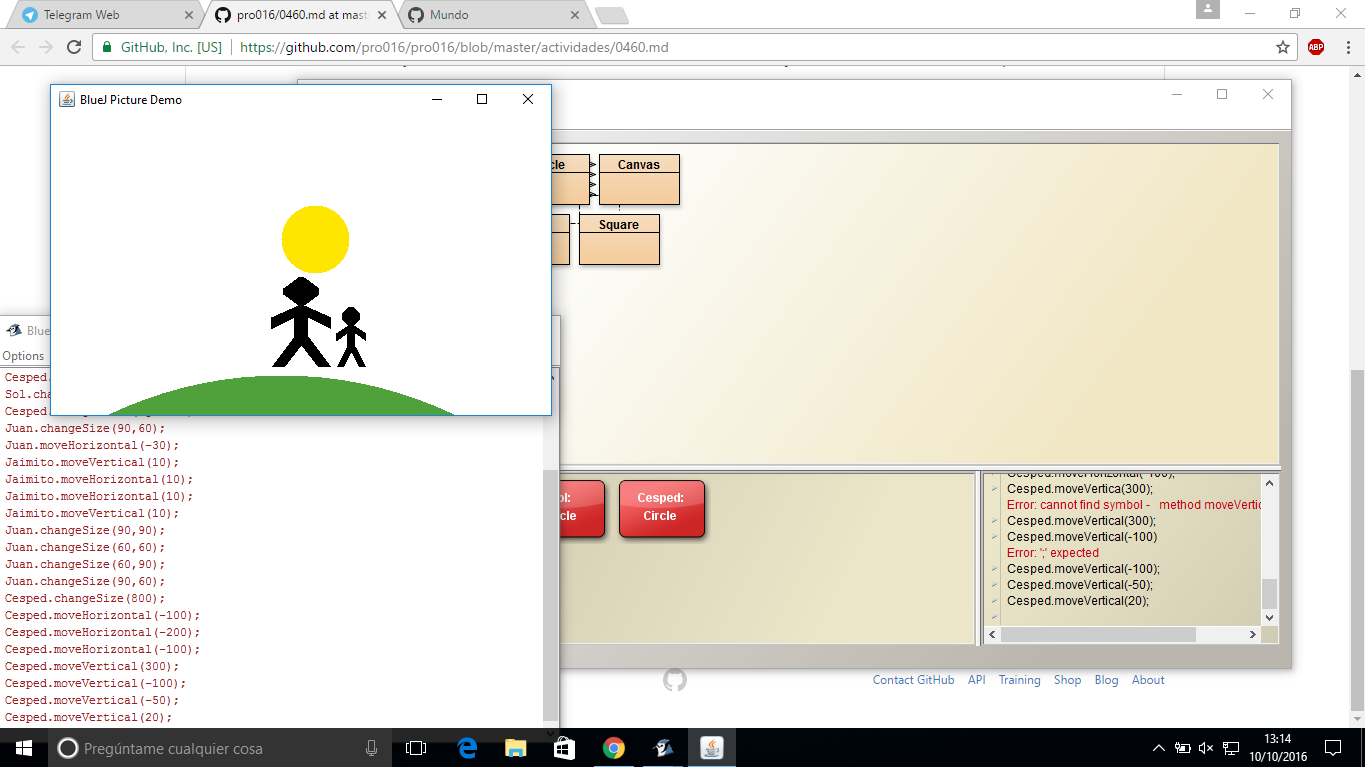 Telegram Web
pro016/0460.md at mast
Mundo
GitHub, Inc. [US]
https://github.com/pro016/pro016/blob/master/actividades/0460.md
ABP
BlueJ Picture Demo
cle
Canvas
Square
Blue
Options
Cesped.
Sol.cha
Cesped
Juan.changeSize(90,60);
Juan.moveHorizontal(-30);
Jaimito.moveVertical(10);
Jaimito.moveHorizontal(10);
Jaimito.moveHorizontal(10);
Jaimito.moveVertical(10);
Juan.changeSize(90,90);
Juan.changeSize(60,60);
Juan.changeSize(60,90);
Juan.changeSize(90,60);
Cesped.changeSize(800);
Cesped.moveHorizontal(-100);
Cesped.moveHorizontal(-200);
Cesped.moveHorizontal(-100);
Cesped.moveVertical(300);
Cesped.moveVertical(-100);
Cesped.moveVertical(-50);
Cesped.moveVertical(20);
ol:
cle
Cesped:
Circle
Cesped.moveHorizontal(-100);
Cesped.moveVertica(300);
Error: cannot find symbol - method moveVertic
Cesped.moveVertical(300);
Cesped.moveVertical(-100)
Error: ';' expected
Cesped.moveVertical(-100);
Cesped.moveVertical(-50);
Cesped.moveVertical(20);
Contact GitHub
API
Training
Shop
Blog
About
Pregúntame cualquier cosa
13:14
10/10/2016